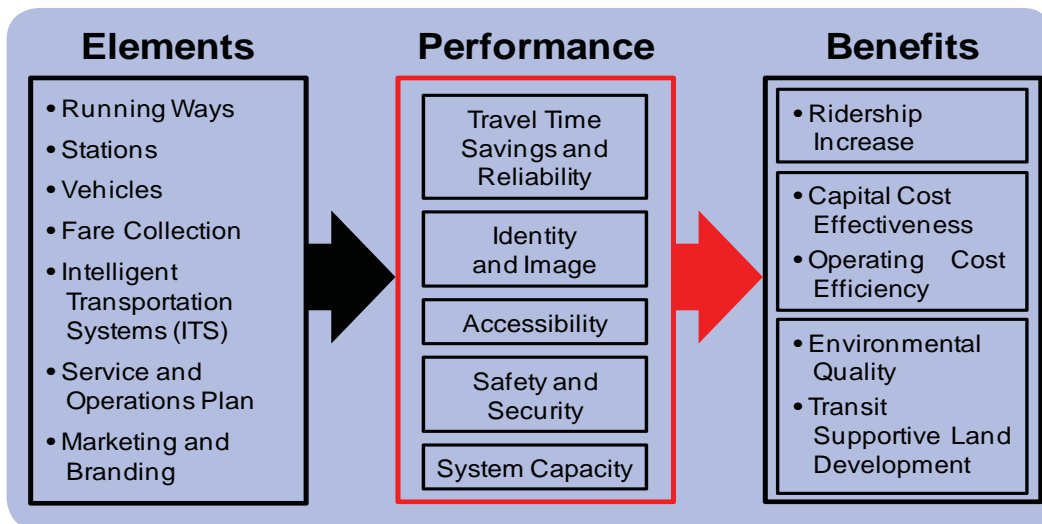 Elements
• Running Ways
• Stations
• Vehicles
• Fare Collection
• Intelligent
Transportation
Systems (ITS)
• Service and
Operations Plan
• Marketing and
Branding
Performance
Travel Time
Savings and
Reliability
Identity
and Image
Accessibility
Safety and
Security
System Capacity
Benefits
• Ridership
Increase
• Capital Cost
Effectiveness
• Operating Cost
Efficiency
• Environmental
Quality
• Transit
Supportive Land
Development